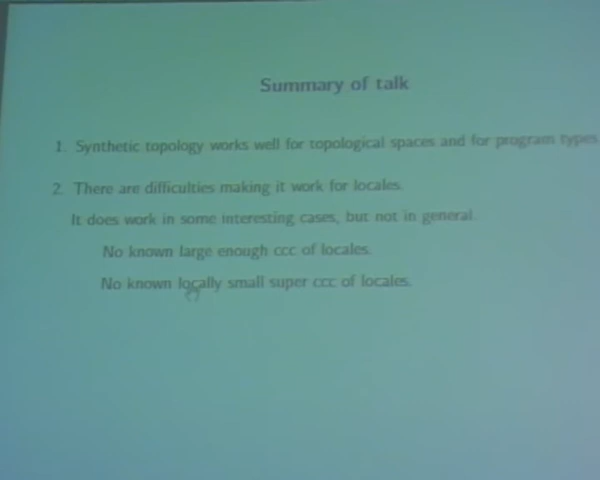 Summary of talk
1. Synthetic topology works well for topological spaces and for program types
2. There are difficulties making it work for locales.
It does work in some interesting cases, but not in general.
No known large enough ccc of locales.
No known locally small super ccc of locales.